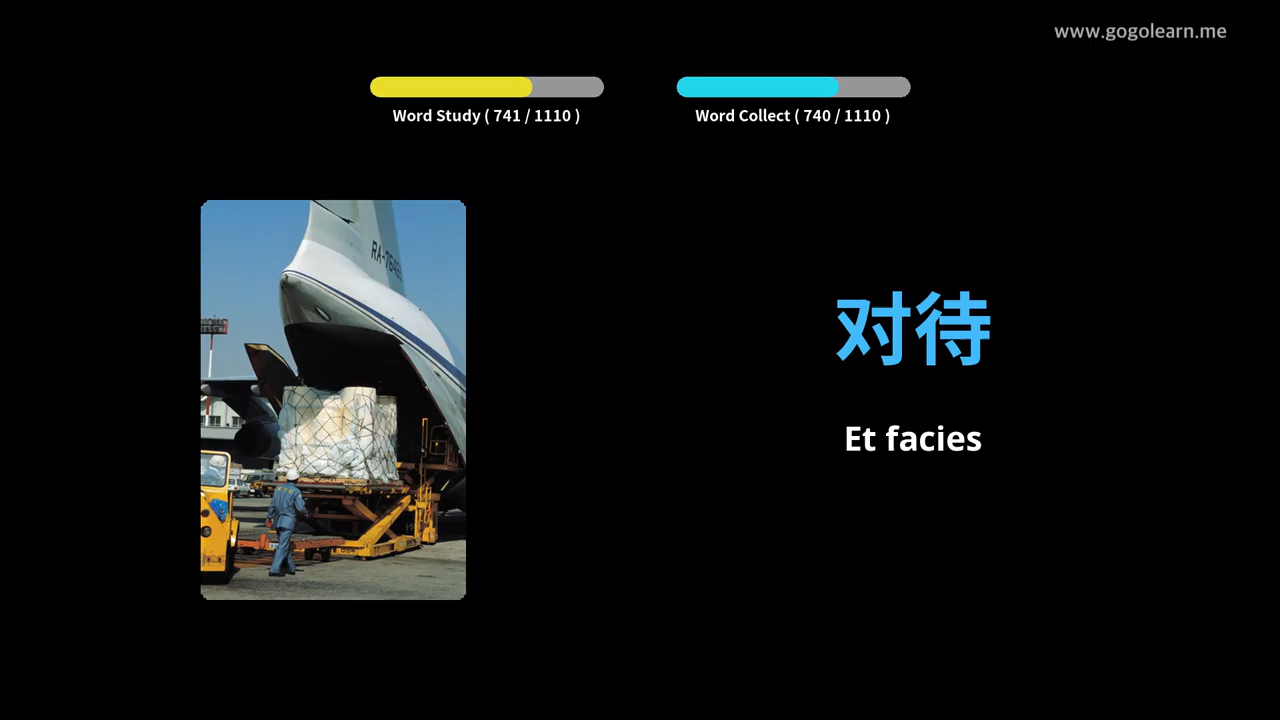 www.gogolearn.me
Word Study ( 741 / 1110 )
Word Collect ( 740 / 1110 )
对待
Et facies